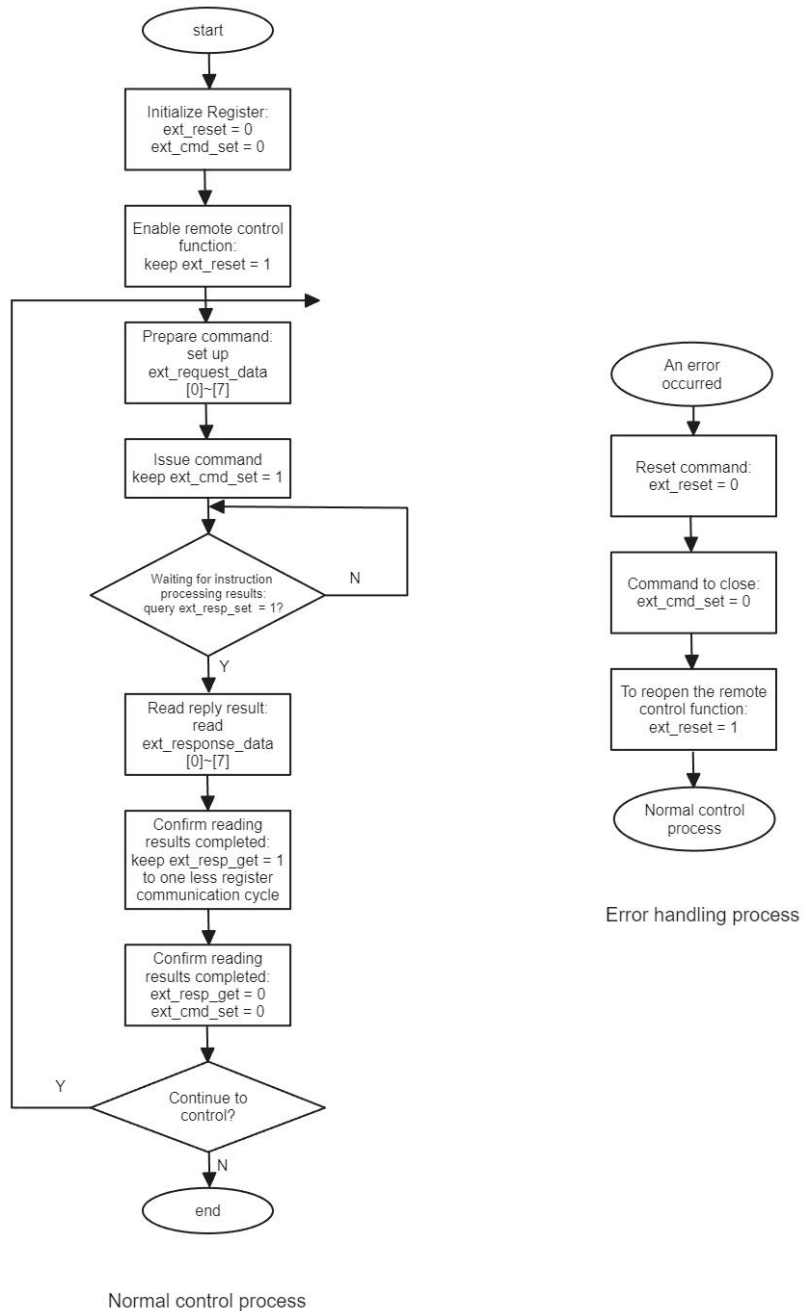 start
Initialize Register:
ext_reset = 0
ext_cmd_set = 0
Enable remote control
function:
keep ext_reset = 1
Prepare command:
set up
ext_request_data
[0]~[7]
Issue command
keep ext_cmd_set = 1
Waiting for instruction
processing results:
query ext_resp_set = 1?
N
Y
Read reply result:
read
ext_response_data
[0]~[7]
Confirm reading
results completed:
keep ext_resp_get = 1
to one less register
communication cycle
Confirm reading
results completed:
ext_resp_get = 0
ext_cmd_set = 0
Y
Continue to
control?
N
end
Normal control process
An error
occurred
Reset command:
ext_reset = 0
Command to close:
ext_cmd_set = 0
To reopen the remote
control function:
ext_reset = 1
Normal control
process
Error handling process